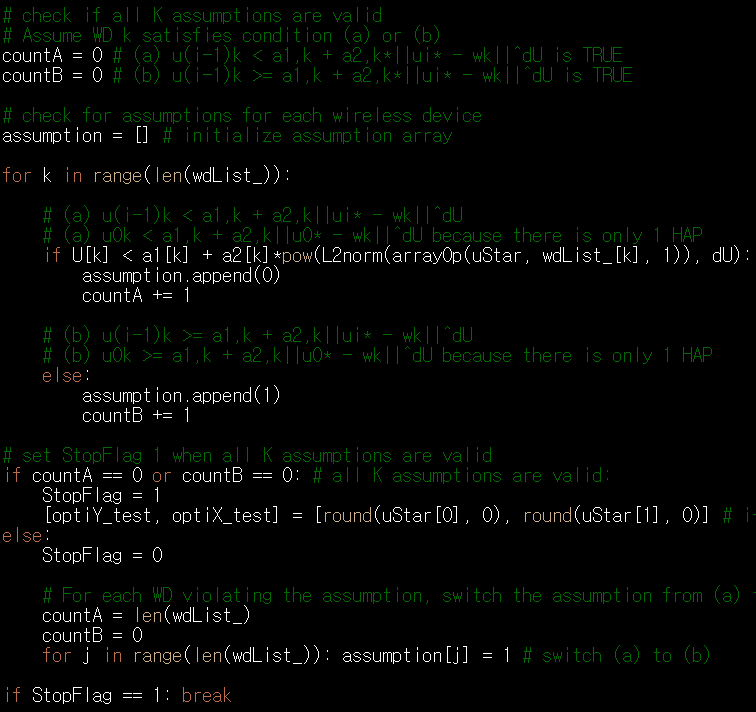 # check if all K assumptions are valid
# Assume WD k satisfies condition (a) or (b)
countA = 0 # (a) u(i-1)k < a1,k + a2,k*||ui* - wk||^dU is TRUE
countB = 0 # (b) u(i-1)k >= a1,k + a2,k*||ui* - wk||^dU is TRUE
# check for assumptions for each wireless device
assumption = [] # initialize assumption array
for k in range(len(wdList_)):
# (a) u(i-1)k < a1,k + a2,k||ui* - wk||^dU
# (a) u0k < a1,k + a2,k||u0* - wk||^dU because there is only 1 HAP
if U[k] < a1[k] + a2[k]*pow(L2norm(arrayOp(uStar, wdList_[k], 1)), dU):
assumption.append(0)
countA += 1
# (b) u(i-1)k >= a1,k + a2,k||ui* - wk||^dU
# (b) u0k >= a1,k + a2,k||u0* - wk||^dU because there is only 1 HAP
else:
assumption.append(1)
countB += 1
# set StopFlag 1 when all K assumptions are valid
if countA == 0 or countB == 0: # all K assumptions are valid:
StopFlag = 1
[optiY_test, optiX_test] = [round(uStar[0], 0), round(uStar[1], 0)] # i-
else:
StopFlag = 0
# For each WD violating the assumption, switch the assumption from (a)
countA = len(wdList_)
countB = 0
for j in range(len(wdList_)): assumption[j] = 1 # switch (a) to (b)
if StopFlag == 1: break